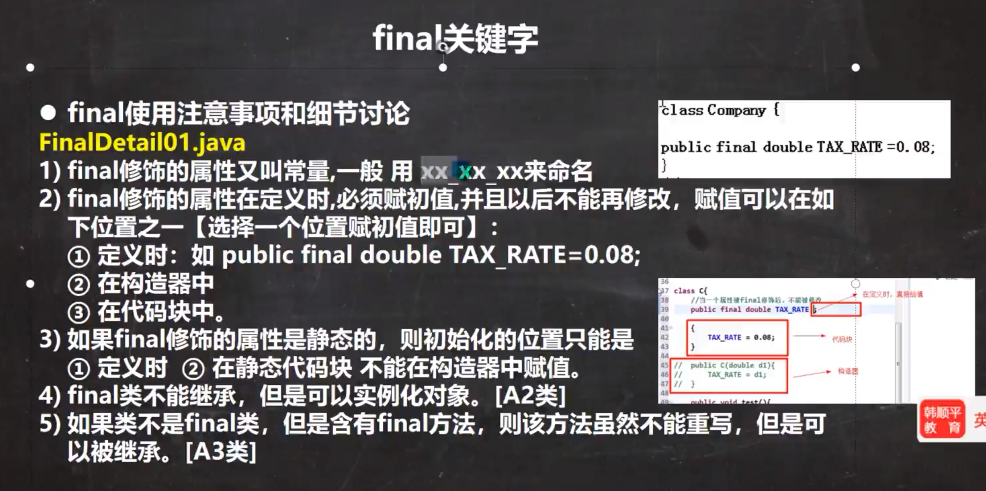 final关键字
● final使用注意事项和细节讨论
FinalDetail01.java
1) final修饰的属性又叫常量,一般 用 xx_xx_xx来命名
2) final修饰的属性在定义时,必须赋初值,并且以后不能再修改，赋值可以在如
下位置之一【选择一个位置赋初值即可】:
① 定义时：如 public final double TAX_RATE=0.08;
② 在构造器中
③ 在代码块中。
3) 如果final修饰的属性是静态的，则初始化的位置只能是
① 定义时 ② 在静态代码块 不能在构造器中赋值。
4) final类不能继承，但是可以实例化对象。[A2类]
5) 如果类不是final类，但是含有final方法，则该方法虽然不能重写，但是可
以被继承。[A3类]
class Company {
public final double TAX_RATE =0.08;
}
36
37 class C{
38 //当一个属性被final修饰后，不能被修改
39 public final double TAX_RATE ;
在定义时，直接给值
40
41 {
42 TAX_RATE = 0.08;
43 }
代码块
44
45 // public C(double d1){
46 // TAX_RATE = d1;
47 // }
构造器
48
49 public void test(){
韩顺平
教育
英